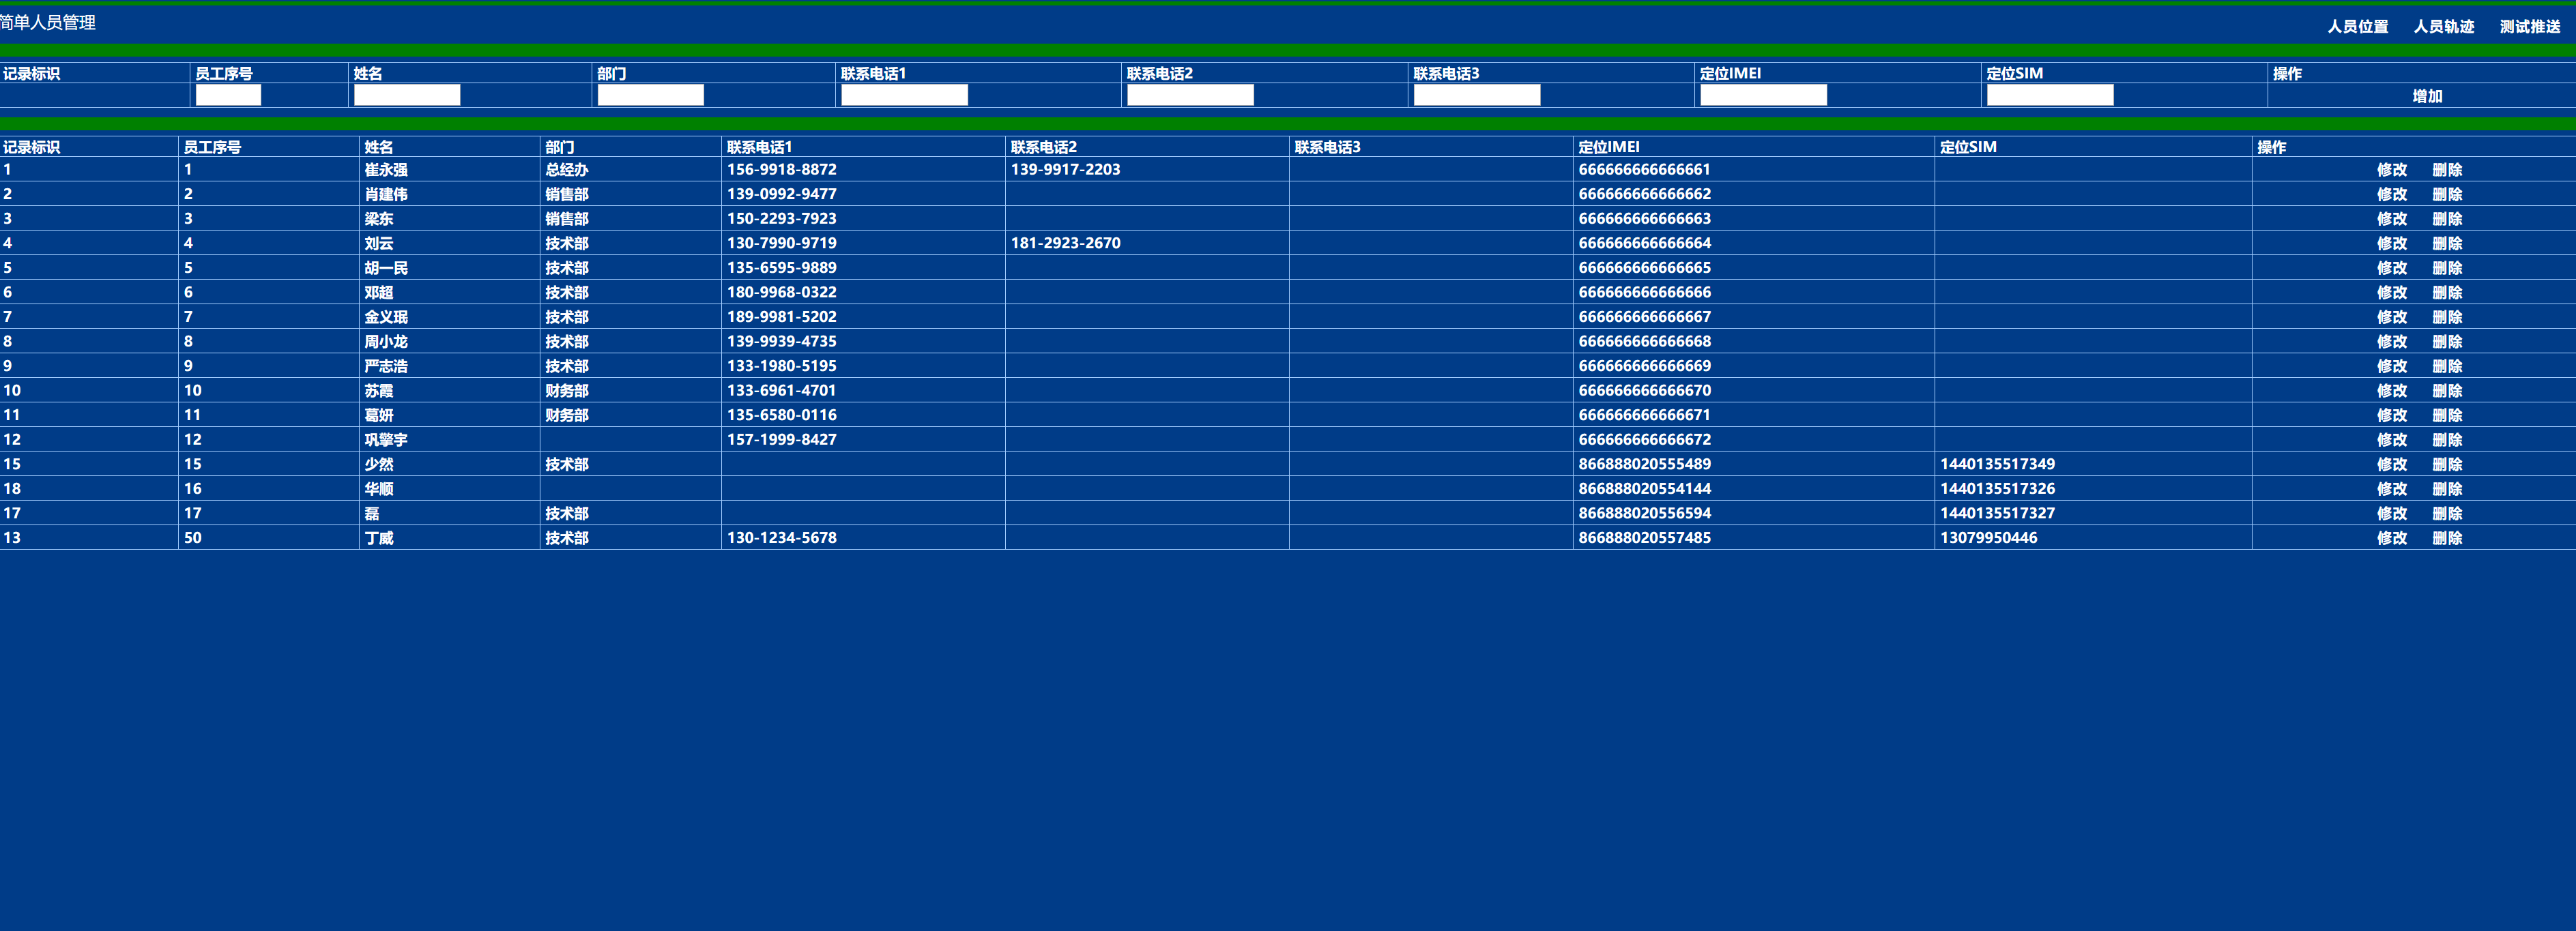 简单人员管理
人员位置 人员轨迹 测试推送
记录标识 员工序号 姓名 部门 联系电话1 联系电话2 联系电话3 定位IMEI 定位SIM 操作
增加
记录标识 员工序号 姓名 部门 联系电话1 联系电话2 联系电话3 定位IMEI 定位SIM 操作
1 1 崔永强 总经办 156-9918-8872 139-9917-2203 666666666666661 修改 删除
2 2 肖建伟 销售部 139-0992-9477 666666666666662 修改 删除
3 3 梁东 销售部 150-2293-7923 666666666666663 修改 删除
4 4 刘云 技术部 130-7990-9719 181-2923-2670 666666666666664 修改 删除
5 5 胡一民 技术部 135-6595-9889 666666666666665 修改 删除
6 6 邓超 技术部 180-9968-0322 666666666666666 修改 删除
7 7 金义珉 技术部 189-9981-5202 666666666666667 修改 删除
8 8 周小龙 技术部 139-9939-4735 666666666666668 修改 删除
9 9 严志浩 技术部 133-1980-5195 666666666666669 修改 删除
10 10 苏霞 财务部 133-6961-4701 666666666666670 修改 删除
11 11 葛妍 财务部 135-6580-0116 666666666666671 修改 删除
12 12 巩擎宇 157-1999-8427 666666666666672 修改 删除
15 15 少然 技术部 866888020555489 1440135517349 修改 删除
18 16 华顺 866888020554144 1440135517326 修改 删除
17 17 磊 技术部 866888020556594 1440135517327 修改 删除
13 50 丁威 技术部 130-1234-5678 866888020557485 13079950446 修改 删除